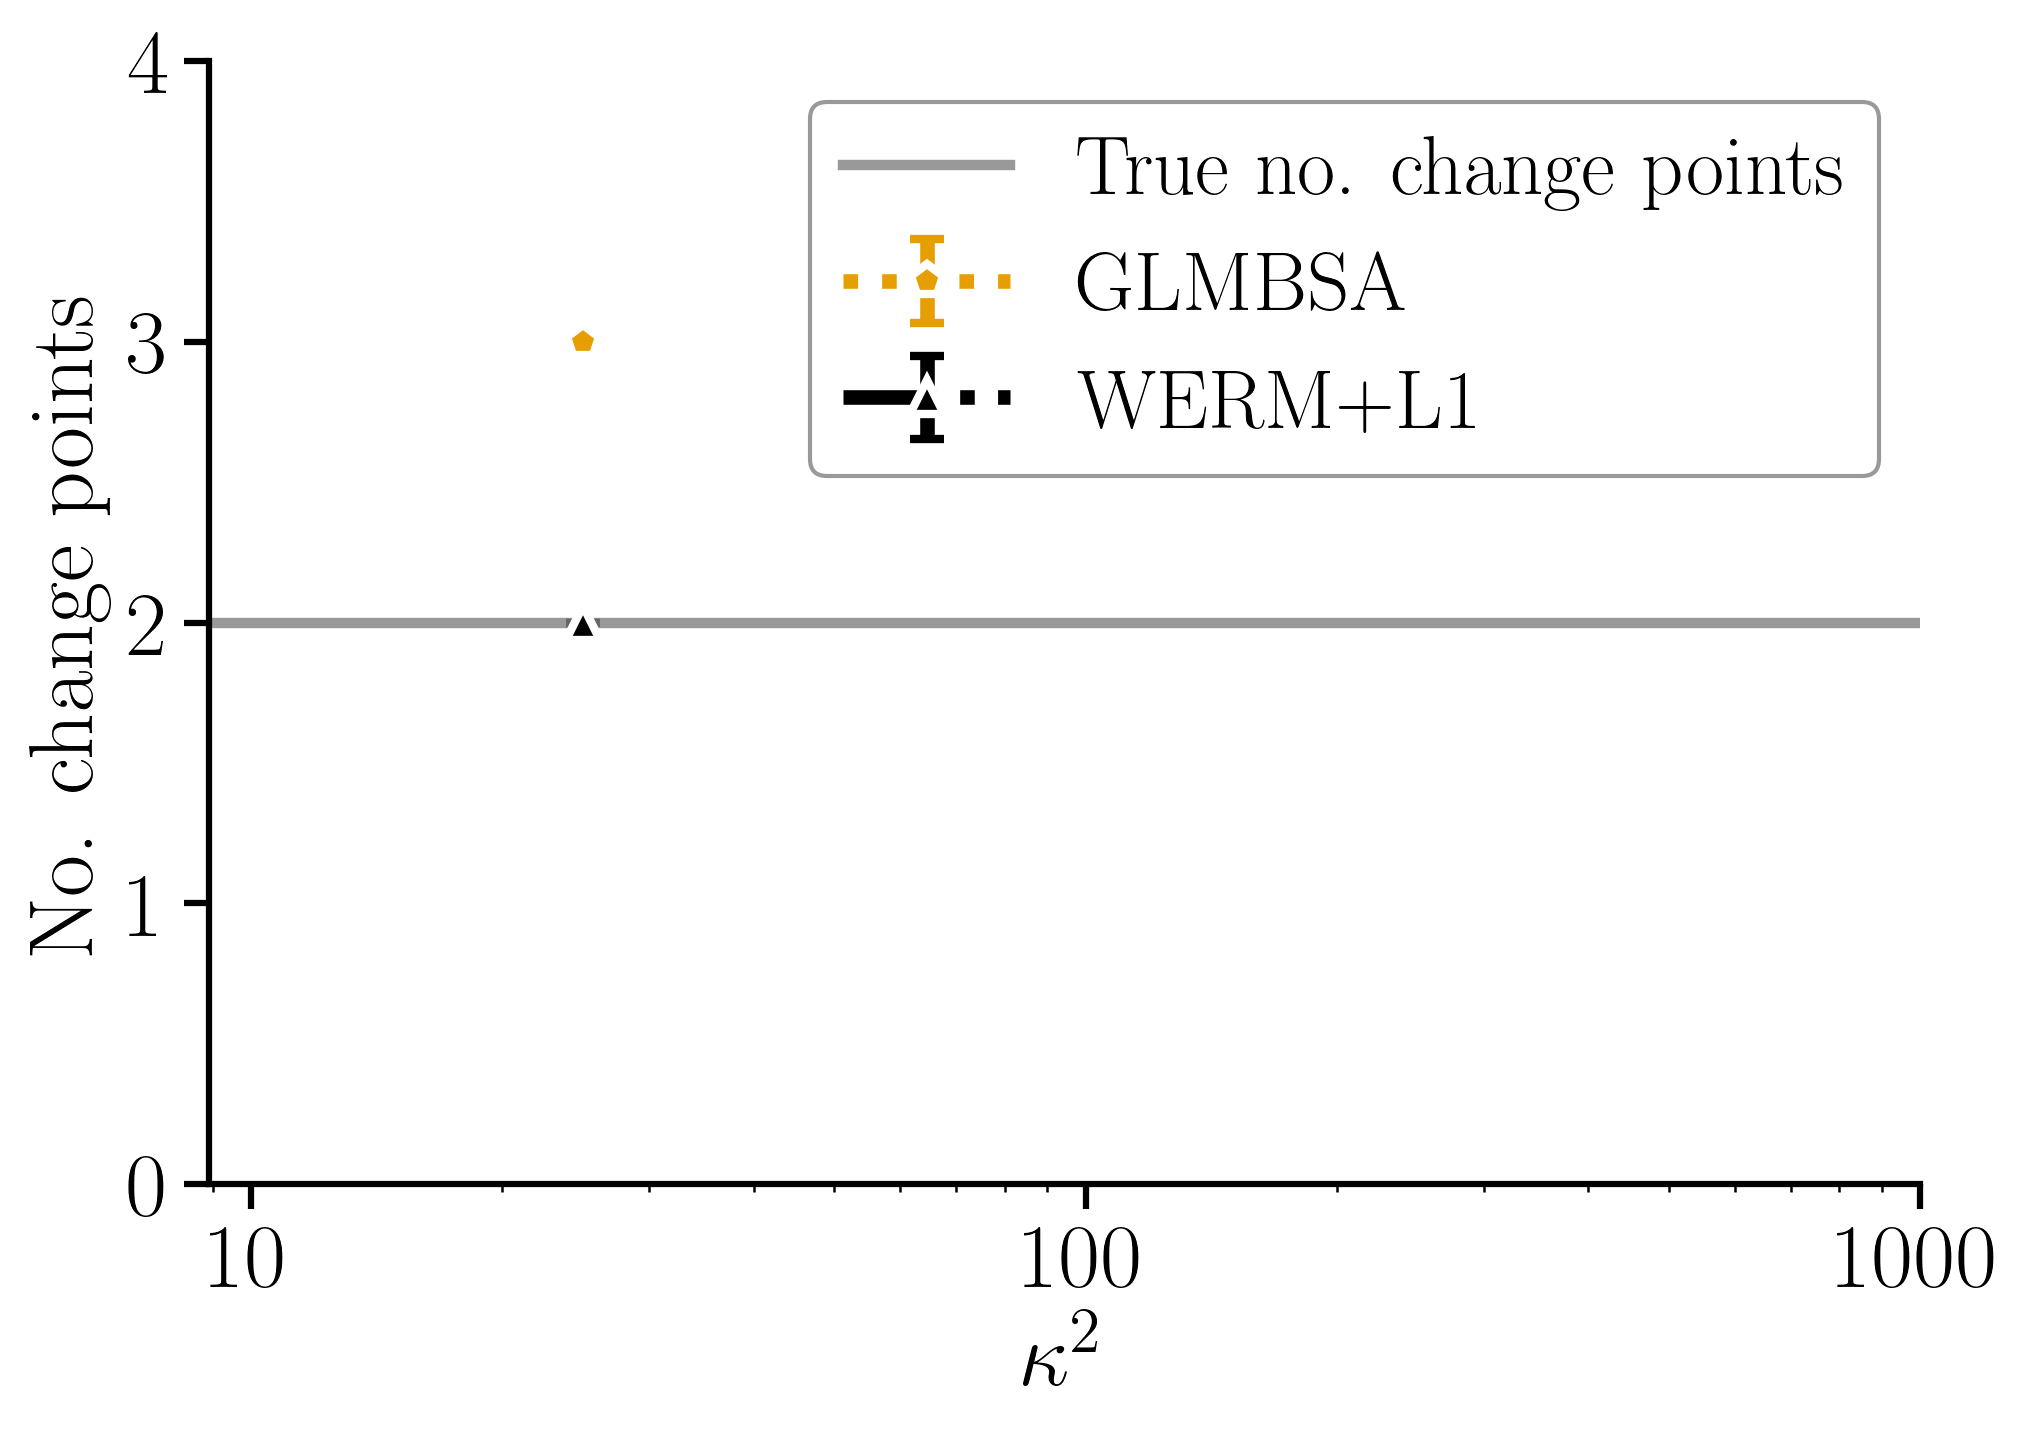 4
3
2
1
0
No. change points
True no. change points
GLMBSA
WERM+L1
10
100
1000
κ²